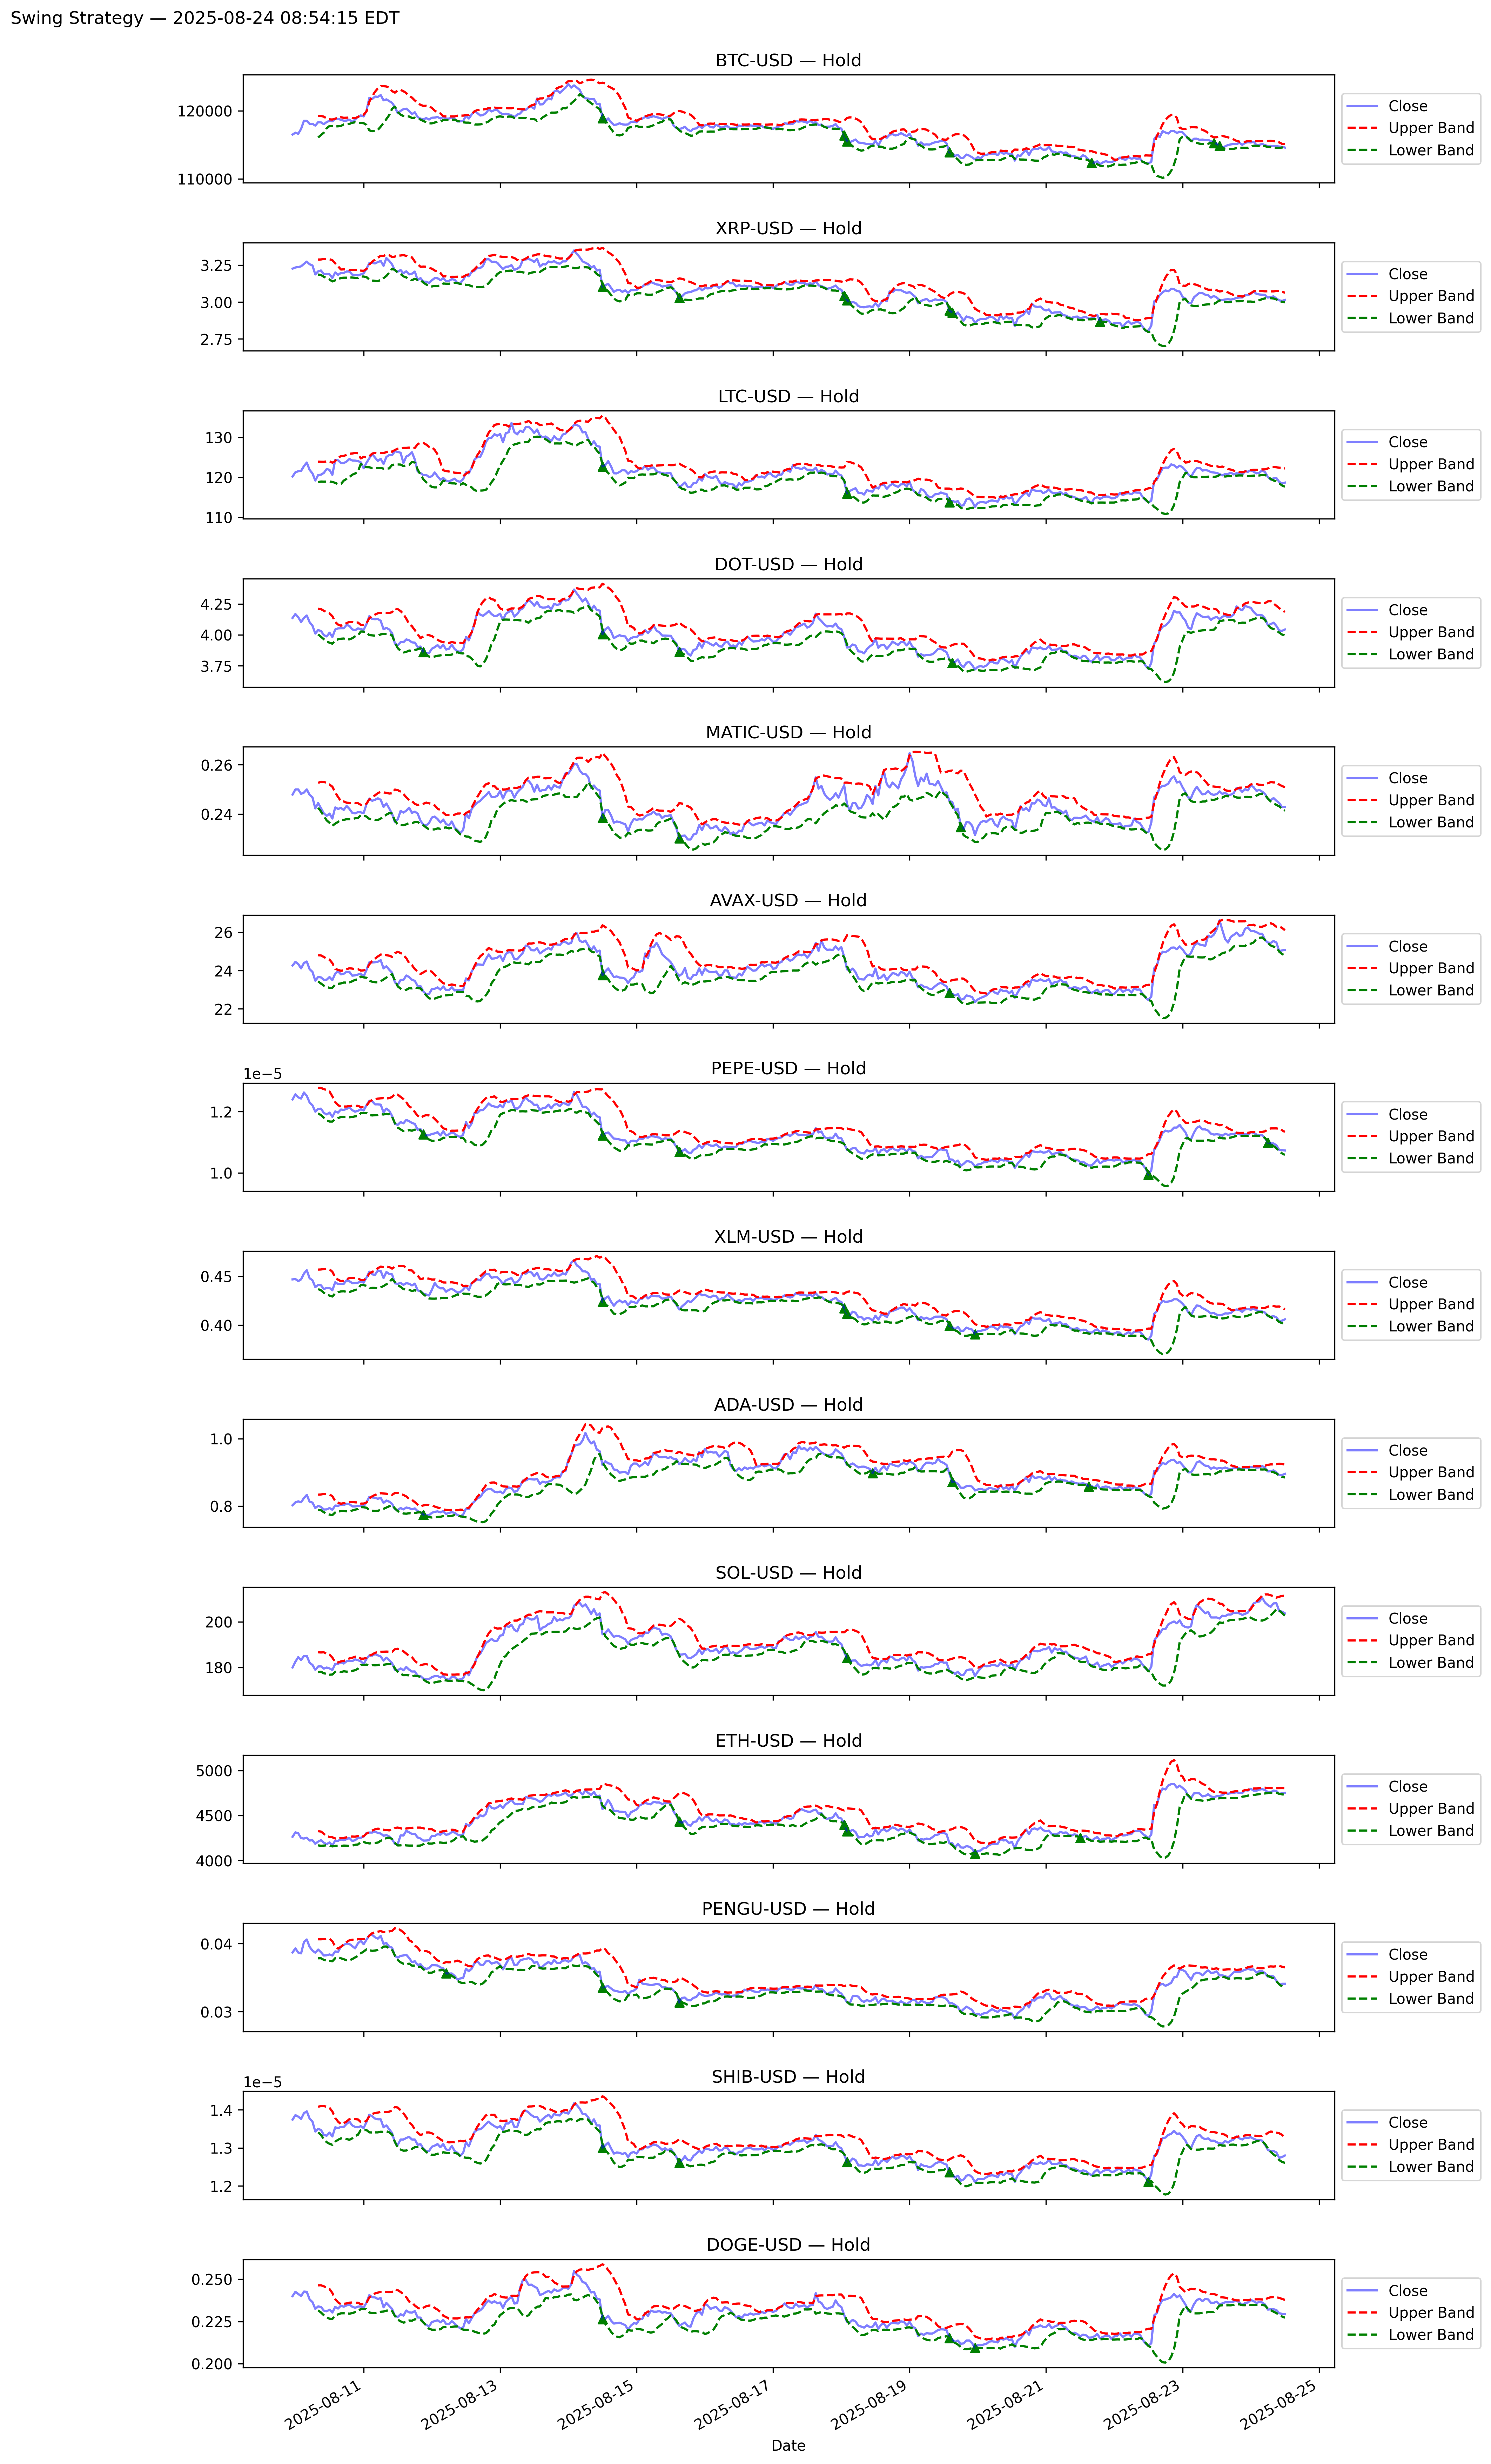 Swing Strategy — 2025-08-24 08:54:15 EDT
BTC-USD — Hold
120000
110000
Close
Upper Band
Lower Band
XRP-USD — Hold
3.25
3.00
2.75
Close
Upper Band
Lower Band
LTC-USD — Hold
130
120
110
Close
Upper Band
Lower Band
DOT-USD — Hold
4.25
4.00
3.75
Close
Upper Band
Lower Band
MATIC-USD — Hold
0.26
0.24
Close
Upper Band
Lower Band
AVAX-USD — Hold
26
24
22
Close
Upper Band
Lower Band
PEPE-USD — Hold
1e−5
1.2
1.0
Close
Upper Band
Lower Band
XLM-USD — Hold
0.45
0.40
Close
Upper Band
Lower Band
ADA-USD — Hold
1.0
0.8
Close
Upper Band
Lower Band
SOL-USD — Hold
200
180
Close
Upper Band
Lower Band
ETH-USD — Hold
5000
4500
4000
Close
Upper Band
Lower Band
PENGU-USD — Hold
0.04
0.03
Close
Upper Band
Lower Band
SHIB-USD — Hold
1e−5
1.4
1.3
1.2
Close
Upper Band
Lower Band
DOGE-USD — Hold
0.250
0.225
0.200
Close
Upper Band
Lower Band
2025-08-11
2025-08-13
2025-08-15
2025-08-17
2025-08-19
2025-08-21
2025-08-23
2025-08-25
Date